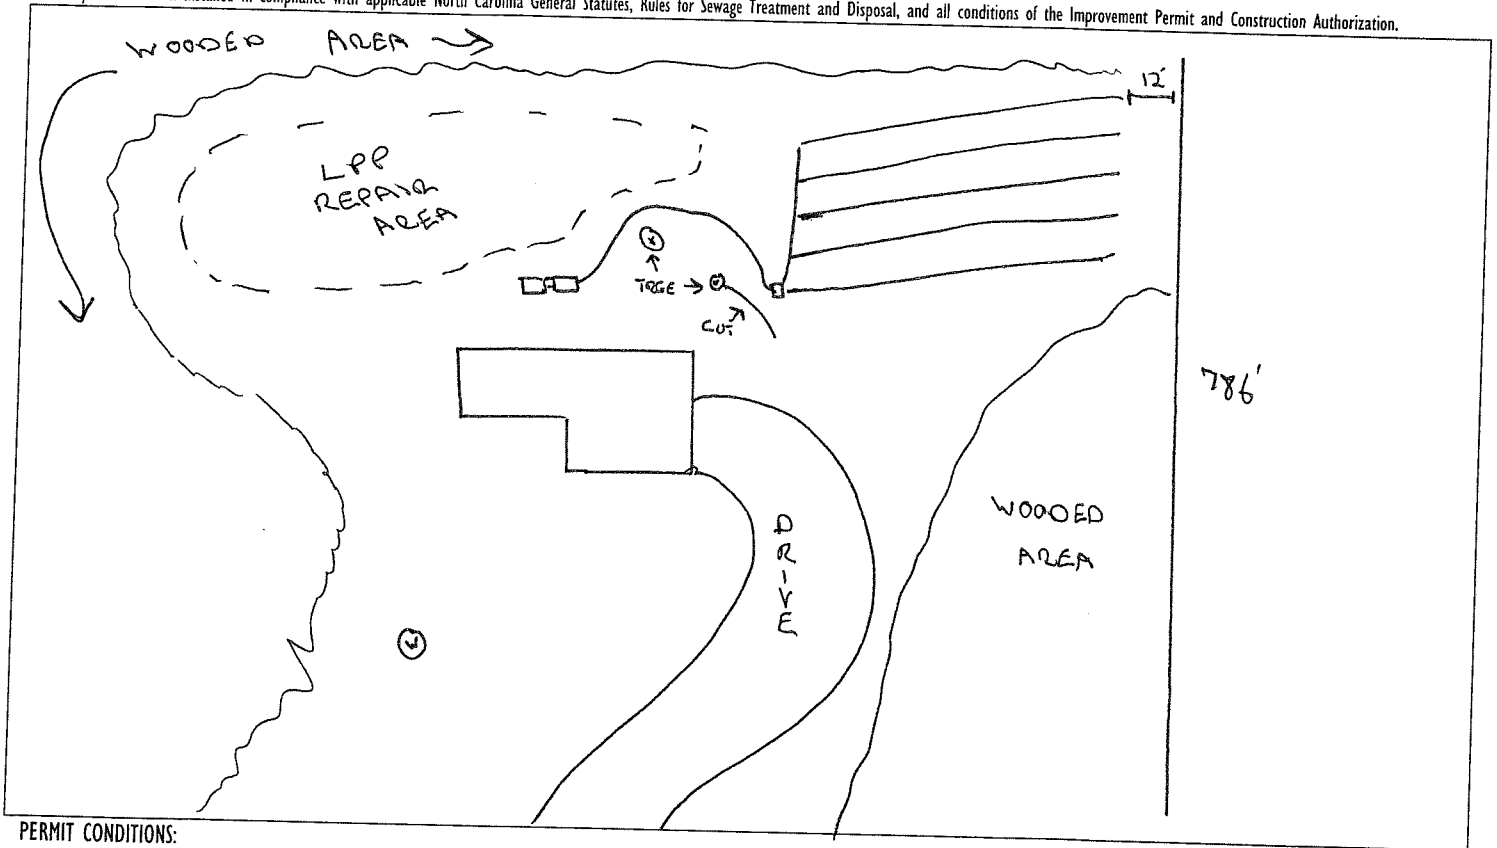 installed in compliance with applicable North Carolina General Statutes, Rules for Sewage Treatment and Disposal, and all conditions of the Improvement Permit and Construction Authorization.
WOODED AREA →
12'
LPP
REPAIR
AREA
TREE →
CUT
786'
WOODED
AREA
D
R
I
V
E
W
PERMIT CONDITIONS: